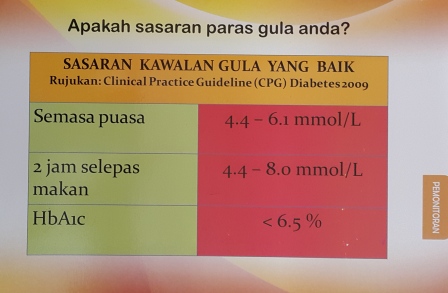 Apakah sasaran paras gula anda?
SASARAN KAWALAN GULA YANG BAIK
Rujukan: Clinical Practice Guideline (CPG) Diabetes 2009
Semasa puasa
4.4 – 6.1 mmol/L
2 jam selepas
makan
4.4 – 8.0 mmol/L
HbA1c
< 6.5 %
PEMONITORAN